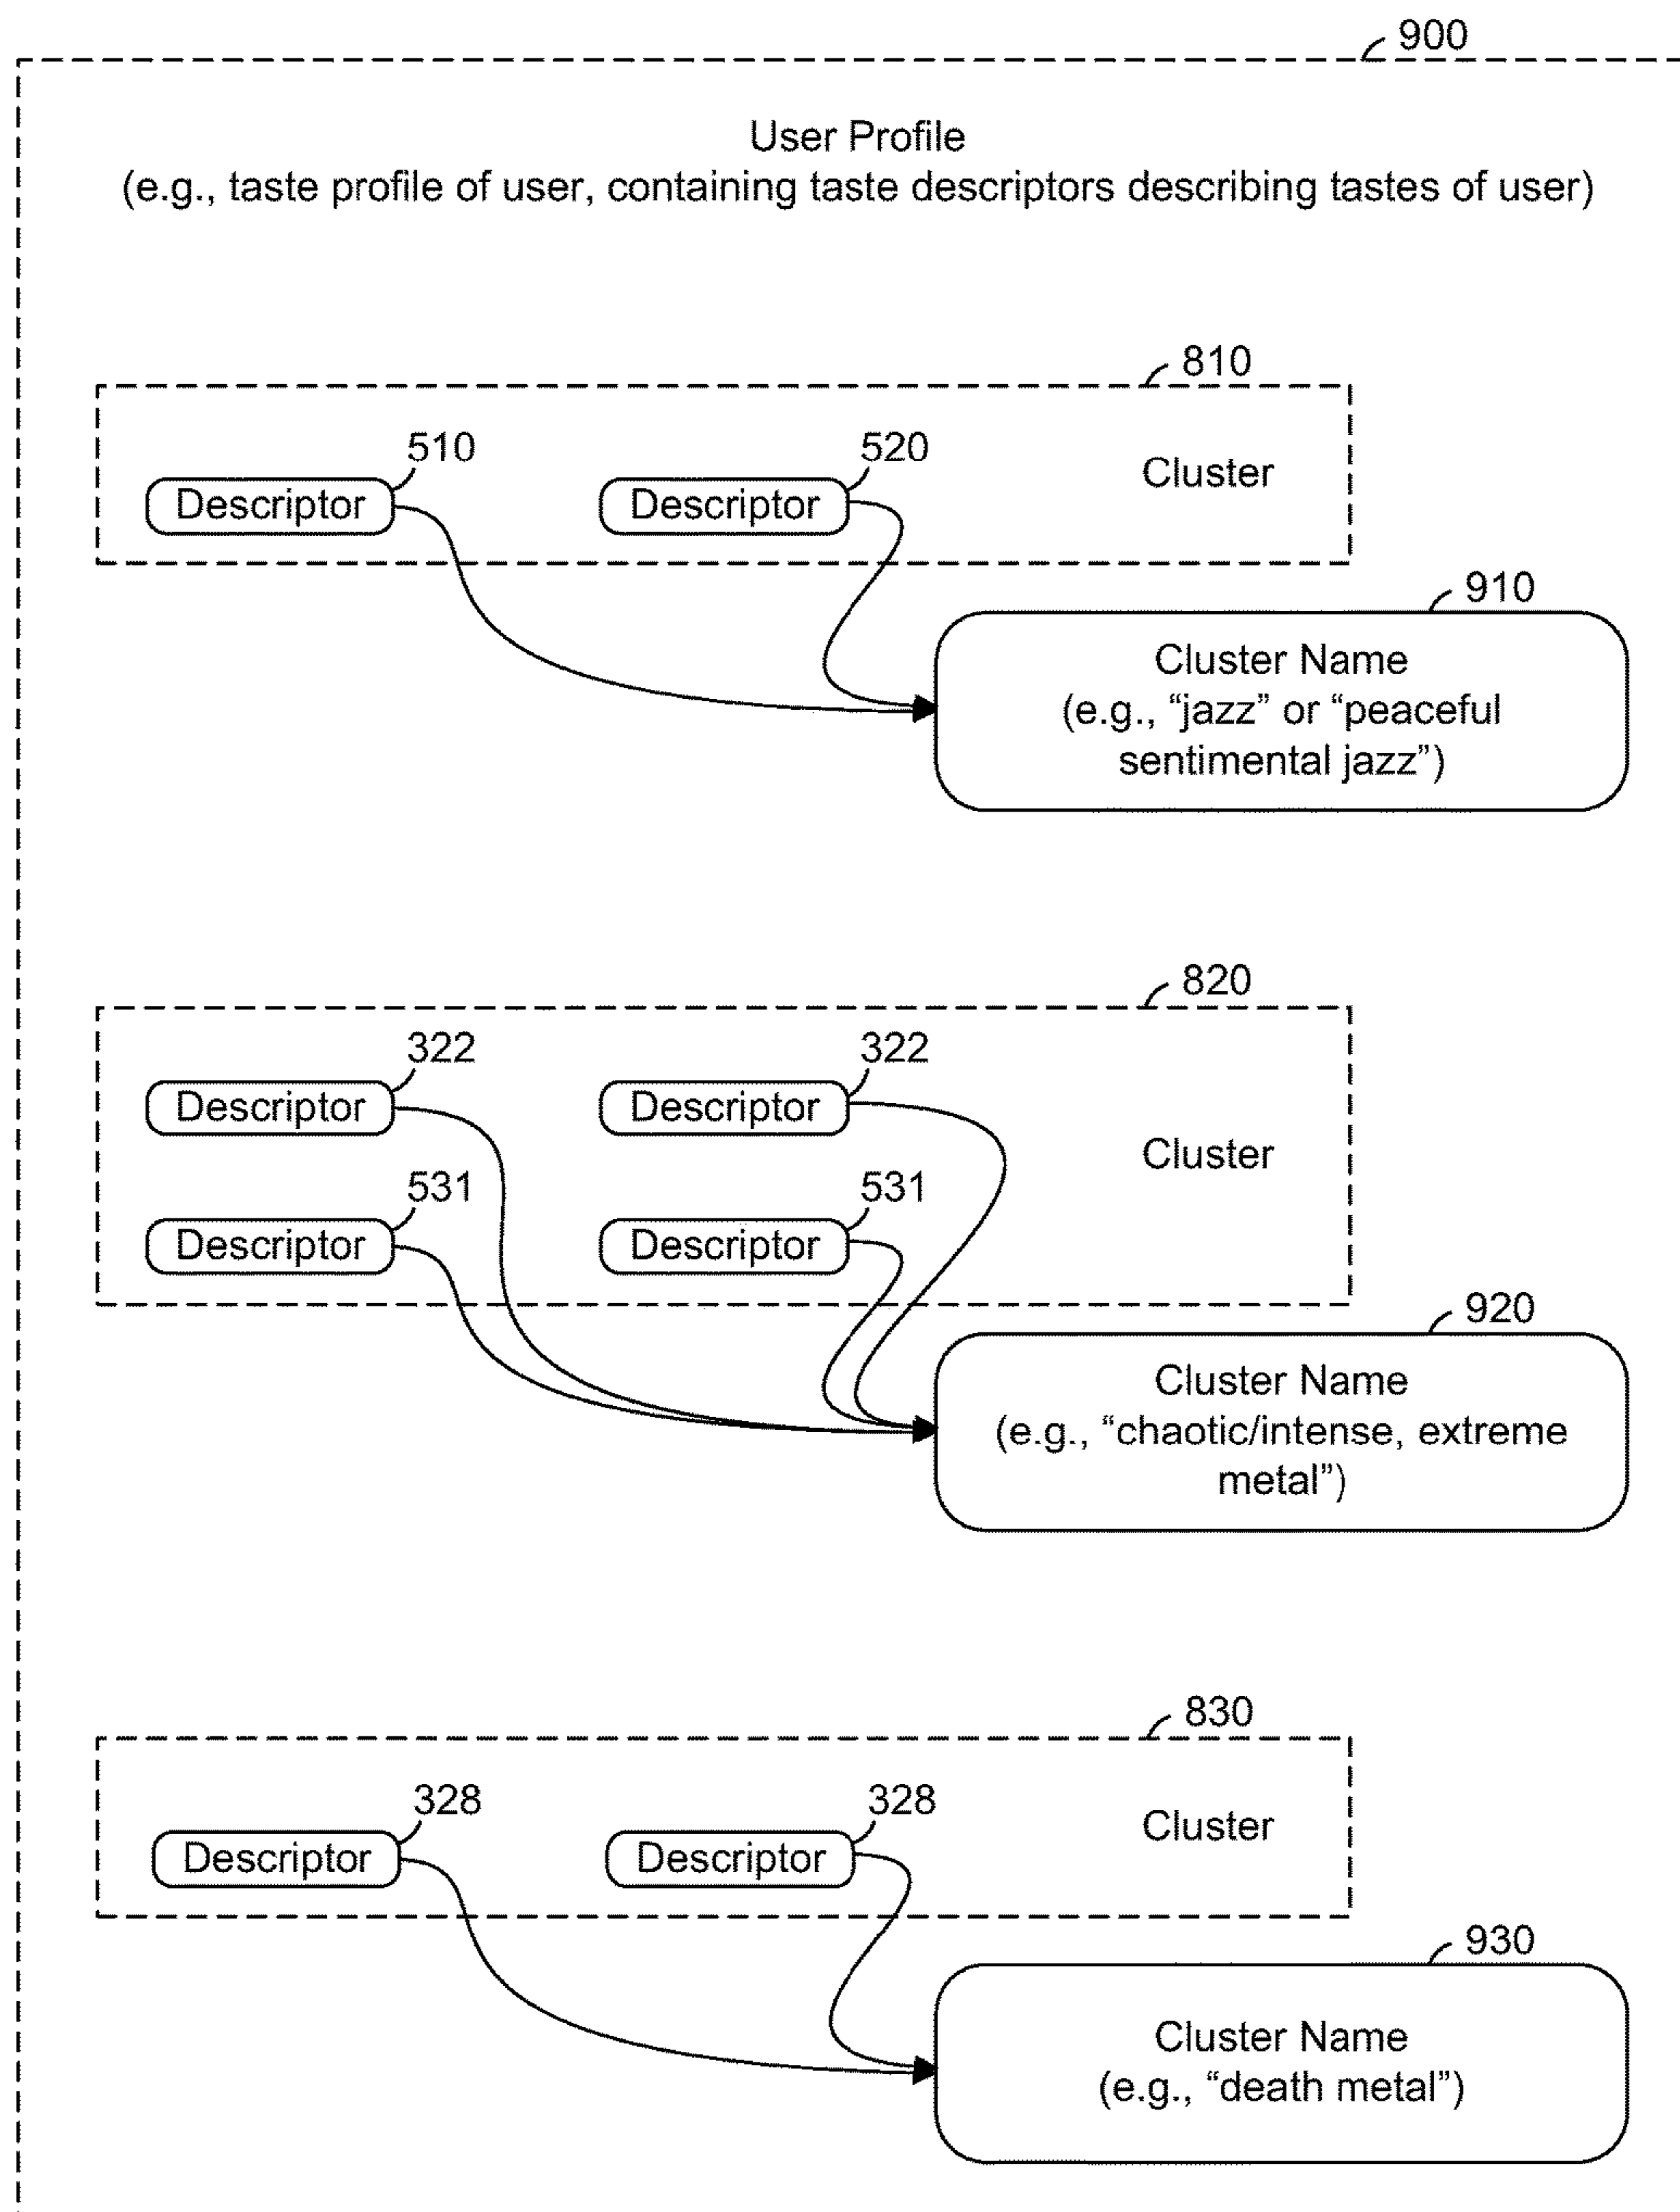 900
User Profile
(e.g., taste profile of user, containing taste descriptors describing tastes of user)
810
510
520
Descriptor
Descriptor
Cluster
910
Cluster Name
(e.g., “jazz” or “peaceful
sentimental jazz”)
820
322
322
Descriptor
Descriptor
Cluster
531
531
Descriptor
Descriptor
920
Cluster Name
(e.g., “chaotic/intense, extreme
metal”)
830
328
328
Descriptor
Descriptor
Cluster
930
Cluster Name
(e.g., “death metal”)